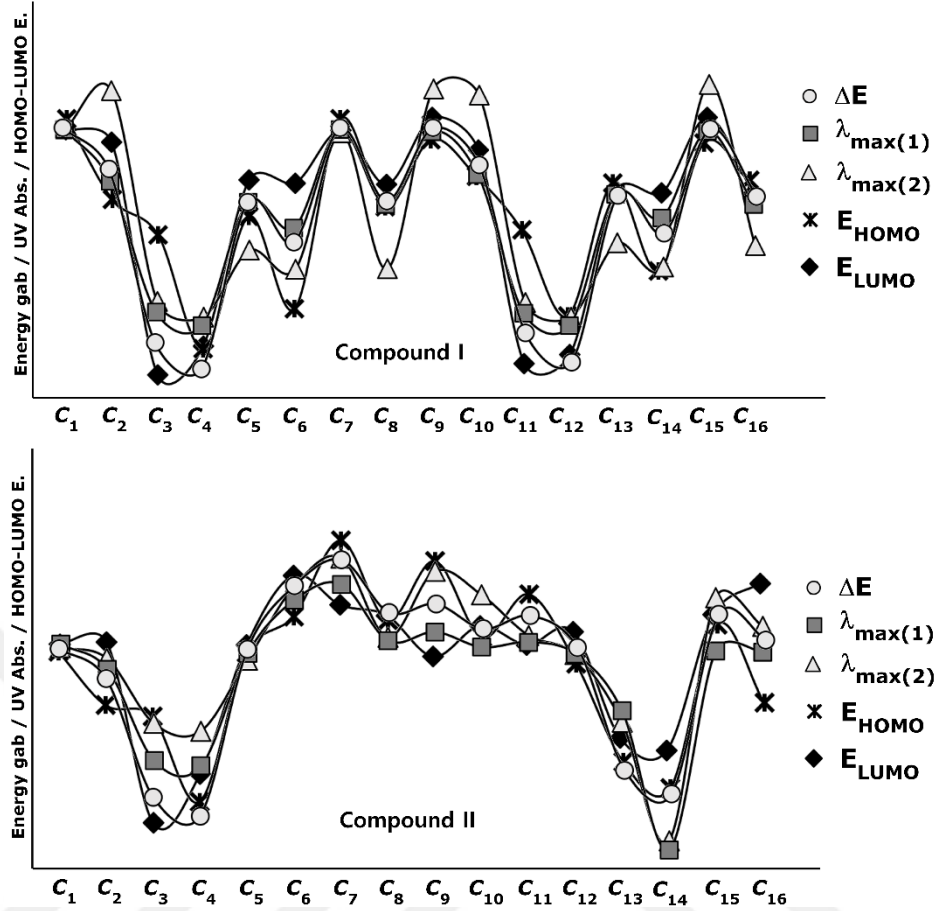 Energy gab / UV Abs. / HOMO-LUMO E.
ΔE
λmax(1)
λmax(2)
EHOMO
ELUMO
Compound I
C1 C2 C3 C4 C5 C6 C7 C8 C9 C10 C11 C12 C13 C14 C15 C16
Energy gab / UV Abs. / HOMO-LUMO E.
ΔE
λmax(1)
λmax(2)
EHOMO
ELUMO
Compound II
C1 C2 C3 C4 C5 C6 C7 C8 C9 C10 C11 C12 C13 C14 C15 C16